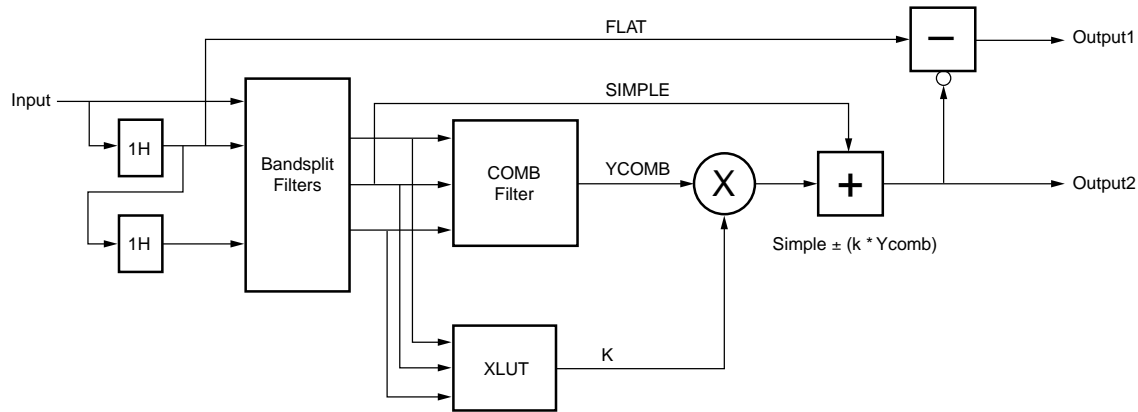 FLAT
Output1
Input
SIMPLE
1H
Bandsplit
Filters
COMB
Filter
YCOMB
X
+
−
Output2
1H
Simple ± (k * Ycomb)
XLUT
K